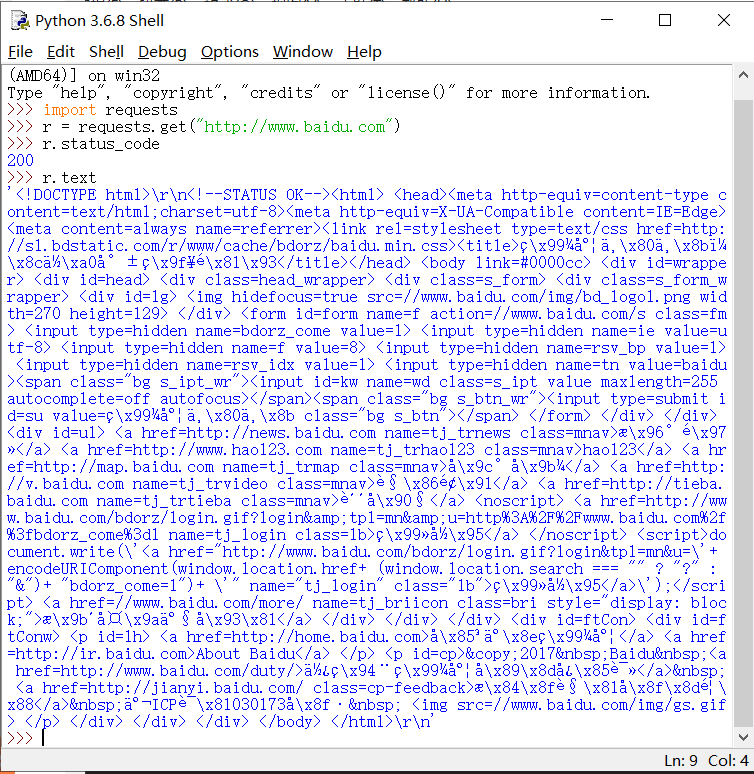 Python 3.6.8 Shell
File Edit Shell Debug Options Window Help
(AMD64)] on win32
Type "help", "copyright", "credits" or "license()" for more information.
>>> import requests
>>> r = requests.get("http://www.baidu.com")
>>> r.status_code
200
>>> r.text
'<!DOCTYPE html>\r\n<!--STATUS OK--><html> <head><meta http-equiv=content-type c
ontent=text/html;charset=utf-8><meta http-equiv=X-UA-Compatible content=IE=Edge>
<meta content=always name=referrer><link rel=stylesheet type=text/css href=http:
//s1.bdstatic.com/r/www/cache/bdorz/baidu.min.css><title>ç\x99¾åº¦ä¸\x80ä¸\x8bï¼
\x8cä½\xa0å°±ç\x9f¥é\x81\x93</title></head> <body link=#0000cc> <div id=wrappe
r> <div id=head> <div class=head_wrapper> <div class=s_form> <div class=s_form_w
rapper> <div id=lg> <img hidefocus=true src=//www.baidu.com/img/bd_logo1.png wid
th=270 height=129> </div> <form id=form name=f action=//www.baidu.com/s class=fm
> <input type=hidden name=bdorz_come value=1> <input type=hidden name=ie value=u
tf-8> <input type=hidden name=f value=8> <input type=hidden name=rsv_bp value=1>
 <input type=hidden name=rsv_idx value=1> <input type=hidden name=tn value=baidu
><span class="bg s_ipt_wr"><input id=kw name=wd class=s_ipt value maxlength=255
autocomplete=off autofocus></span><span class="bg s_btn_wr"><input type=submit i
d=su value=ç\x99¾åº¦ä¸\x80ä¸\x8b class="bg s_btn"></span> </form> </div> </div>
<div id=u1> <a href=http://news.baidu.com name=tj_trnews class=mnav>æ\x96°é\x97
»</a> <a href=http://www.hao123.com name=tj_trhao123 class=mnav>hao123</a> <a hr
ef=http://map.baidu.com name=tj_trmap class=mnav>å\x9c°å\x9b¾</a> <a href=http:
//v.baidu.com name=tj_trvideo class=mnav>è§\x86é¢\x91</a> <a href=http://tieba.
baidu.com name=tj_trtieba class=mnav>è´´å\x90§</a> <noscript> <a href=http://ww
w.baidu.com/bdorz/login.gif?login&amp;tpl=mn&amp;u=http%3A%2F%2Fwww.baidu.com%2f
%3fbdorz_come%3d1 name=tj_login class=lb>ç\x99»å½\x95</a> </noscript> <script>do
cument.write(\'<a href="http://www.baidu.com/bdorz/login.gif?login&tpl=mn&u=\'+
encodeURIComponent(window.location.href+ (window.location.search === "" ? "?" :
"&")+ "bdorz_come=1")+ \'" name="tj_login" class="lb">ç\x99»å½\x95</a>\');</scri
pt> <a href=//www.baidu.com/more/ name=tj_briicon class=bri style="display: bloc
k;">æ\x9b´å¤\x9aäº§å\x93\x81</a> </div> </div> </div> <div id=ftCon> <div id=f
tConw> <p id=lh> <a href=http://home.baidu.com>å\x85³äº\x8eç\x99¾åº¦</a> <a href
=http://ir.baidu.com>About Baidu</a> </p> <p id=cp>&copy;2017&nbsp;Baidu&nbsp;<a
 href=http://www.baidu.com/duty/>ä½¿ç\x94¨ç\x99¾åº¦å\x89\x8då¿\x85è¯»</a>&nbsp;
 <a href=http://jianyi.baidu.com/ class=cp-feedback>æ\x84\x8fè§\x81å\x8f\x8dé¦\
x88</a>&nbsp;äº¬ICPè¯\x81030173å\x8f·&nbsp; <img src=//www.baidu.com/img/gs.gif
> </p> </div> </div> </div> </body> </html>\r\n'
>>>
Ln: 9 Col: 4